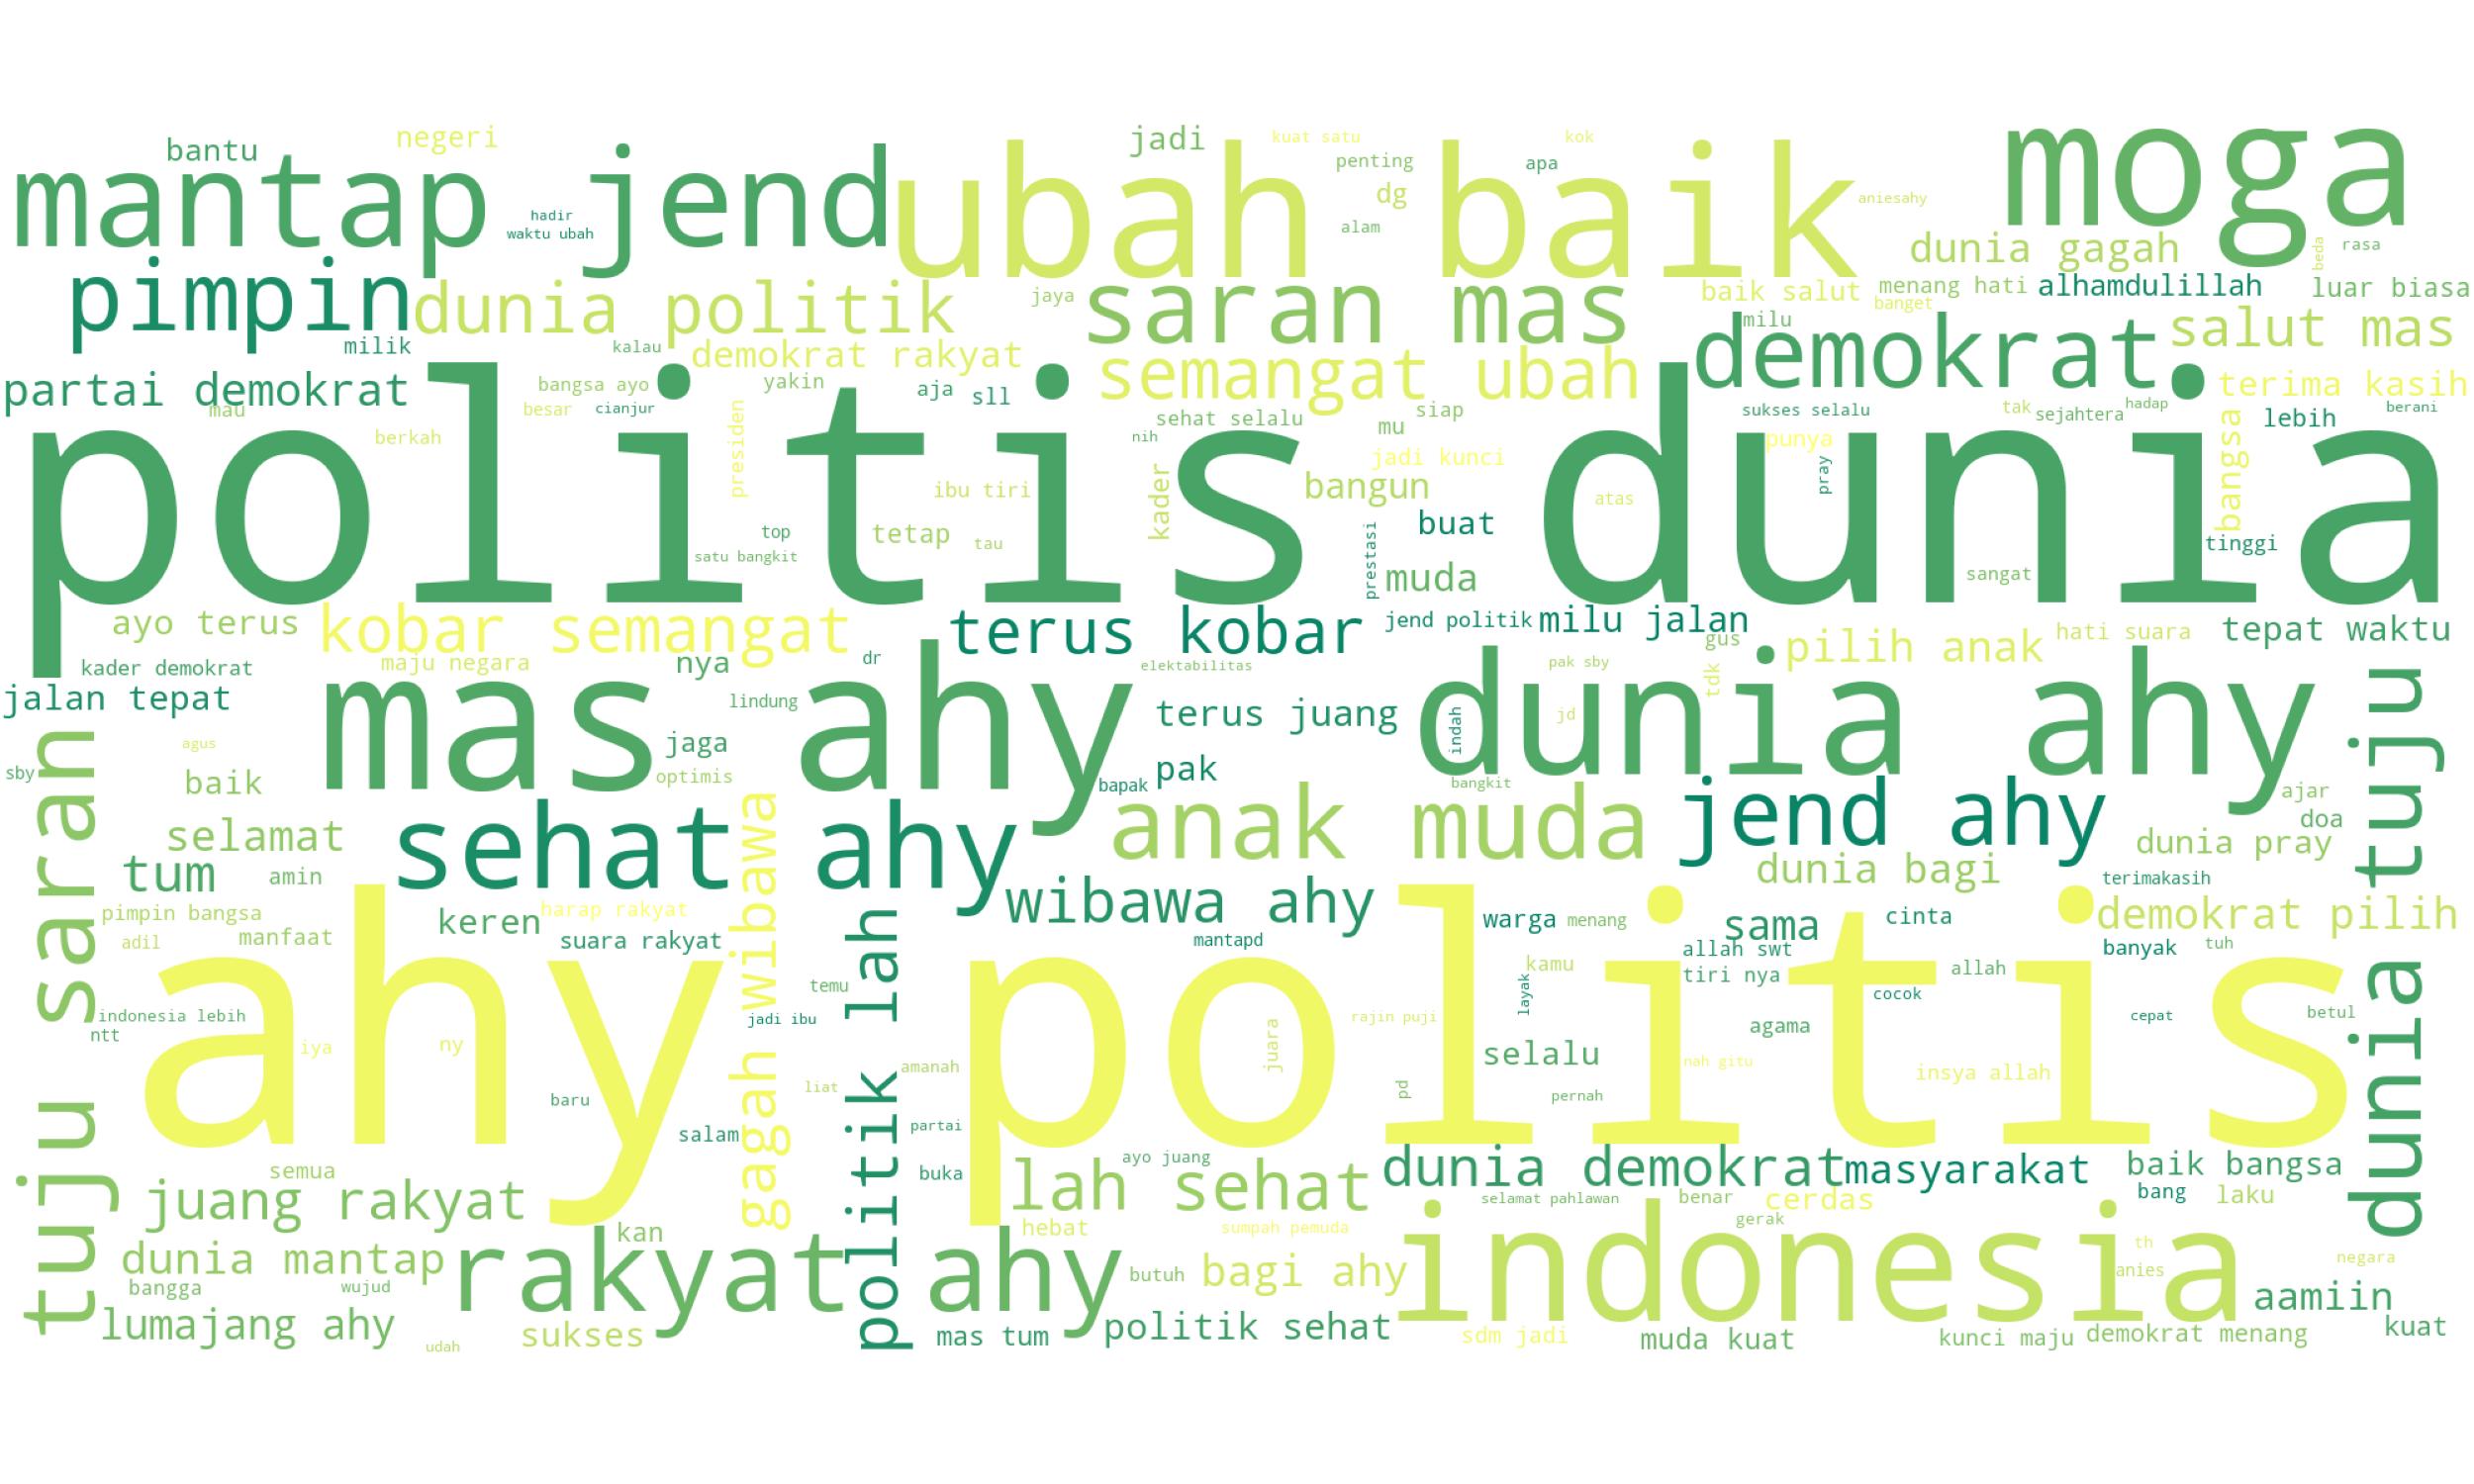 negeri
jadi
kuat satu
kok
moga
bantu
penting
apa
mantap jend
ubah baik
dg
aniesahy
hadir
waktu ubah
alam
dunia gagah
beda
rasa
pimpin
dunia politik
jaya
saran mas
baik salut
menang hati
alhamdulillah
luar biasa
banget
milik
kalau
demokrat rakyat
semangat ubah
milu
demokrat
salut mas
partai demokrat
bangsa ayo
yakin
aja
sll
terima kasih
mau
besar
cianjur
sehat selalu
siap
sukses selalu
tak
sejahtera
hadap
lebih
berani
berkah
presiden
nih
mu
punya
bangsa
politis dunia
jadi kunci
pray
ibu tiri
kader
bangun
atas
top
tetap
tau
buat
satu bangkit
prestasi
muda
sangat
tinggi
ayo terus
kobar semangat
terus kobar
jend politik
milu jalan
gus
pilih anak
hati suara
tepat waktu
kader demokrat
maju negara
nya
dr
elektabilitas
pak sby
tdk
jalan tepat
mas ahy
lindung
terus juang
indah
jd
dunia ahy
dunia tuju
tuju saran
agus
jaga
sby
baik
optimis
bapak
pak
bangkit
ajar
selamat
sehat ahy
gagah wibawa
anak muda
jend ahy
doa
dunia pray
tum
amin
dunia bagi
terimakasih
pimpin bangsa
keren
harap rakyat
politik lah
wibawa ahy
warga
menang
sama
cinta
demokrat pilih
adil
manfaat
suara rakyat
mantapd
allah swt
banyak
tuh
ahy politis
temu
kamu
tiri nya
allah
layak
cocok
indonesia lebih
jadi ibu
rajin puji
agama
cepat
betul
ntt
iya
ny
juara
selalu
nah gitu
insya allah
amanah
liat
pd
baru
pernah
salam
partai
semua
buka
ayo juang
lah sehat
dunia demokrat
masyarakat
baik bangsa
juang rakyat
selamat pahlawan
benar
cerdas
bang
laku
kan
hebat
sumpah pemuda
gerak
dunia mantap
rakyat ahy
butuh
bagi ahy
indonesia
th
anies
negara
bangga
wujud
aamiin
lumajang ahy
udah
sukses
mas tum
politik sehat
sdm jadi
muda kuat
kunci maju
demokrat menang
kuat